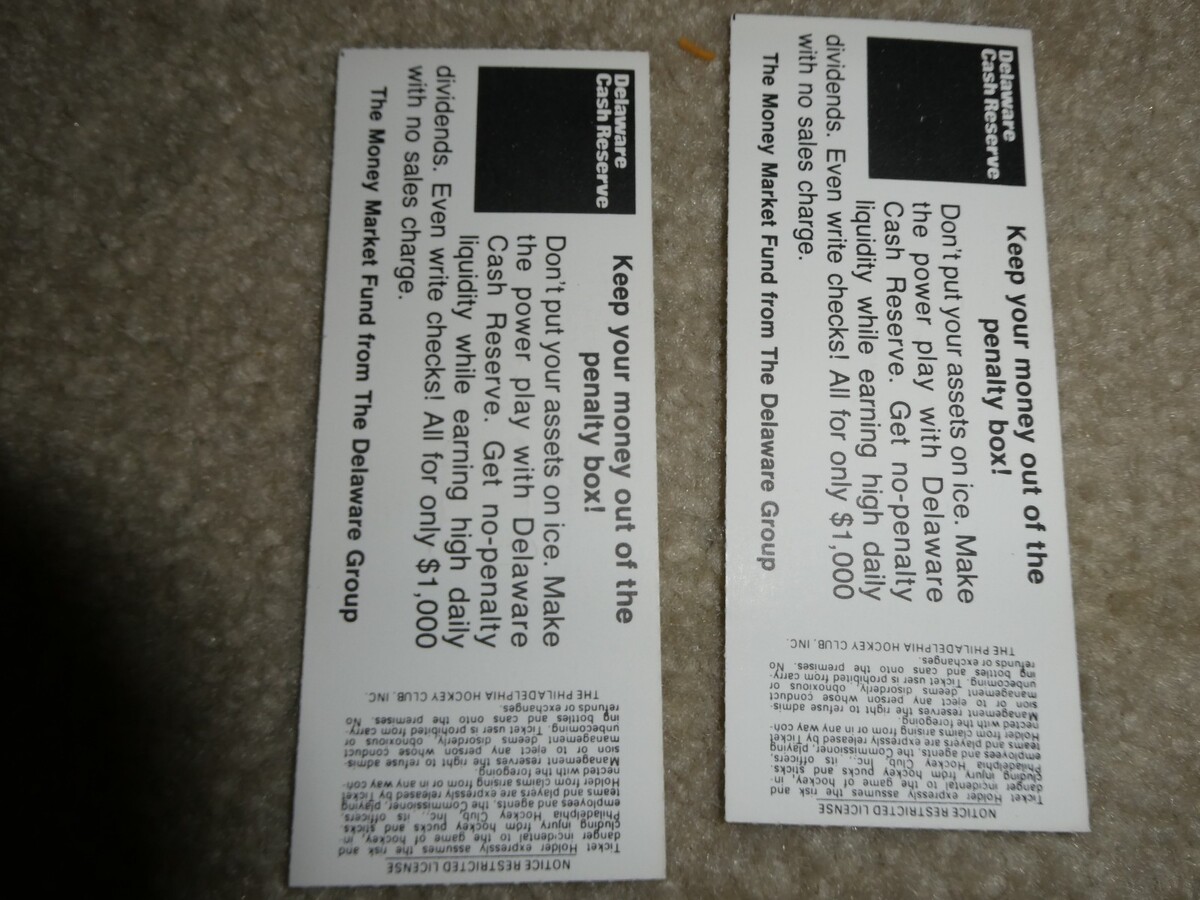 Delaware
Cash Reserve
Keep your money out of the
penalty box!
Don't put your assets on ice. Make
the power play with Delaware
Cash Reserve. Get no-penalty
liquidity while earning high daily
dividends. Even write checks! All for only $1,000
with no sales charge.
The Money Market Fund from The Delaware Group
NOTICE RESTRICTED LICENSE
Ticket Holder expressly assumes the risk and
danger incidental to the game of hockey, in-
cluding injury from hockey pucks and sticks.
Philadelphia Hockey Club, Inc., its officers,
employees and agents, the Commissioner, playing
teams and players are expressly released by Ticket
Holder from claims arising from or in any way con-
nected with the foregoing.
Management reserves the right to refuse admis-
sion or to eject any person whose conduct
management deems disorderly, obnoxious or
unbecoming. Ticket user is prohibited from carry-
ing bottles and cans onto the premises. No
refunds or exchanges.
THE PHILADELPHIA HOCKEY CLUB, INC.
Delaware
Cash Reserve
Keep your money out of the
penalty box!
Don't put your assets on ice. Make
the power play with Delaware
Cash Reserve. Get no-penalty
liquidity while earning high daily
dividends. Even write checks! All for only $1,000
with no sales charge.
The Money Market Fund from The Delaware Group
NOTICE RESTRICTED LICENSE
Ticket Holder expressly assumes the risk and
danger incidental to the game of hockey, in-
cluding injury from hockey pucks and sticks.
Philadelphia Hockey Club, Inc., its officers,
employees and agents, the Commissioner, playing
teams and players are expressly released by Ticket
Holder from claims arising from or in any way con-
nected with the foregoing.
Management reserves the right to refuse admis-
sion or to eject any person whose conduct
management deems disorderly, obnoxious or
unbecoming. Ticket user is prohibited from carry-
ing bottles and cans onto the premises. No
refunds or exchanges.
THE PHILADELPHIA HOCKEY CLUB, INC.